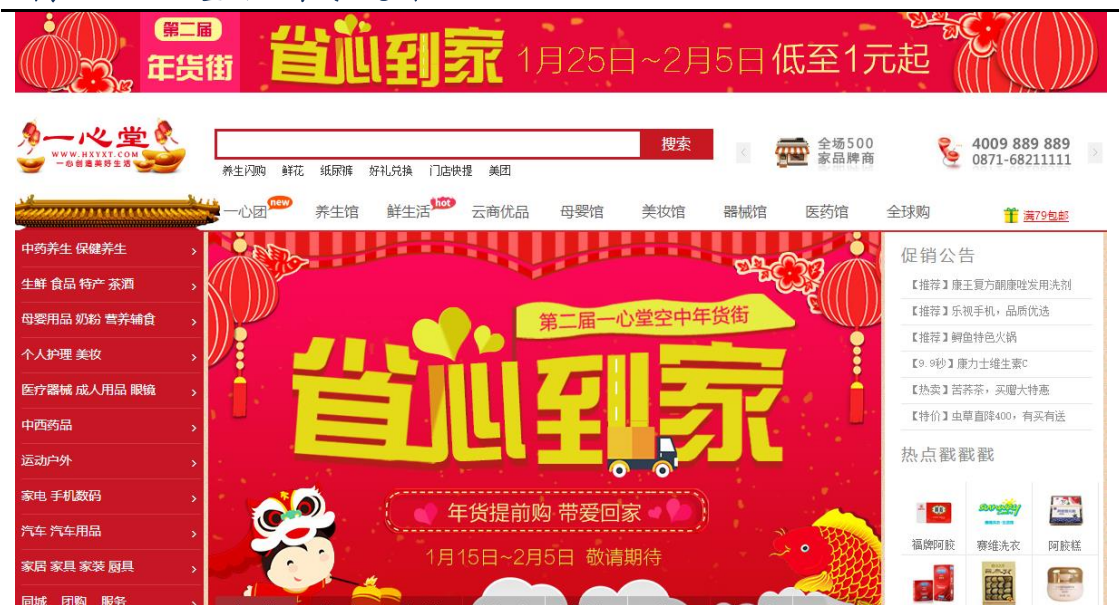 第二届
年货街
省心到家
1月25日~2月5日低至1元起
一心堂
WWW.HXYXT.COM
一心创造美好生活
搜索
养生闪购 鲜花 纸尿裤 好礼兑换 门店快提 美团
全场500
家品牌商
4009 889 889
0871-68211111
一心团 new 养生馆 鲜生活 hot 云商优品 母婴馆 美妆馆 器械馆 医药馆 全球购
满79包邮
中药养生 保健养生
生鲜 食品 特产 茶酒
母婴用品 奶粉 营养辅食
个人护理 美妆
医疗器械 成人用品 眼镜
中西药品
运动户外
家电 手机数码
汽车 汽车用品
家居 家具 家装 厨具
同城 团购 服务
第二届一心堂空中年货街
省心到家
年货提前购 带爱回家
1月15日~2月5日 敬请期待
促销公告
【推荐】康王复方酮康唑发用洗剂
【推荐】乐视手机，品质优选
【推荐】鲟鱼特色火锅
【9.9秒】康力士维生素C
【热卖】苦荞茶，买赠大特惠
【特价】虫草直降400，有买有送
热点戳戳戳
福牌阿胶 赛维洗衣 阿胶糕